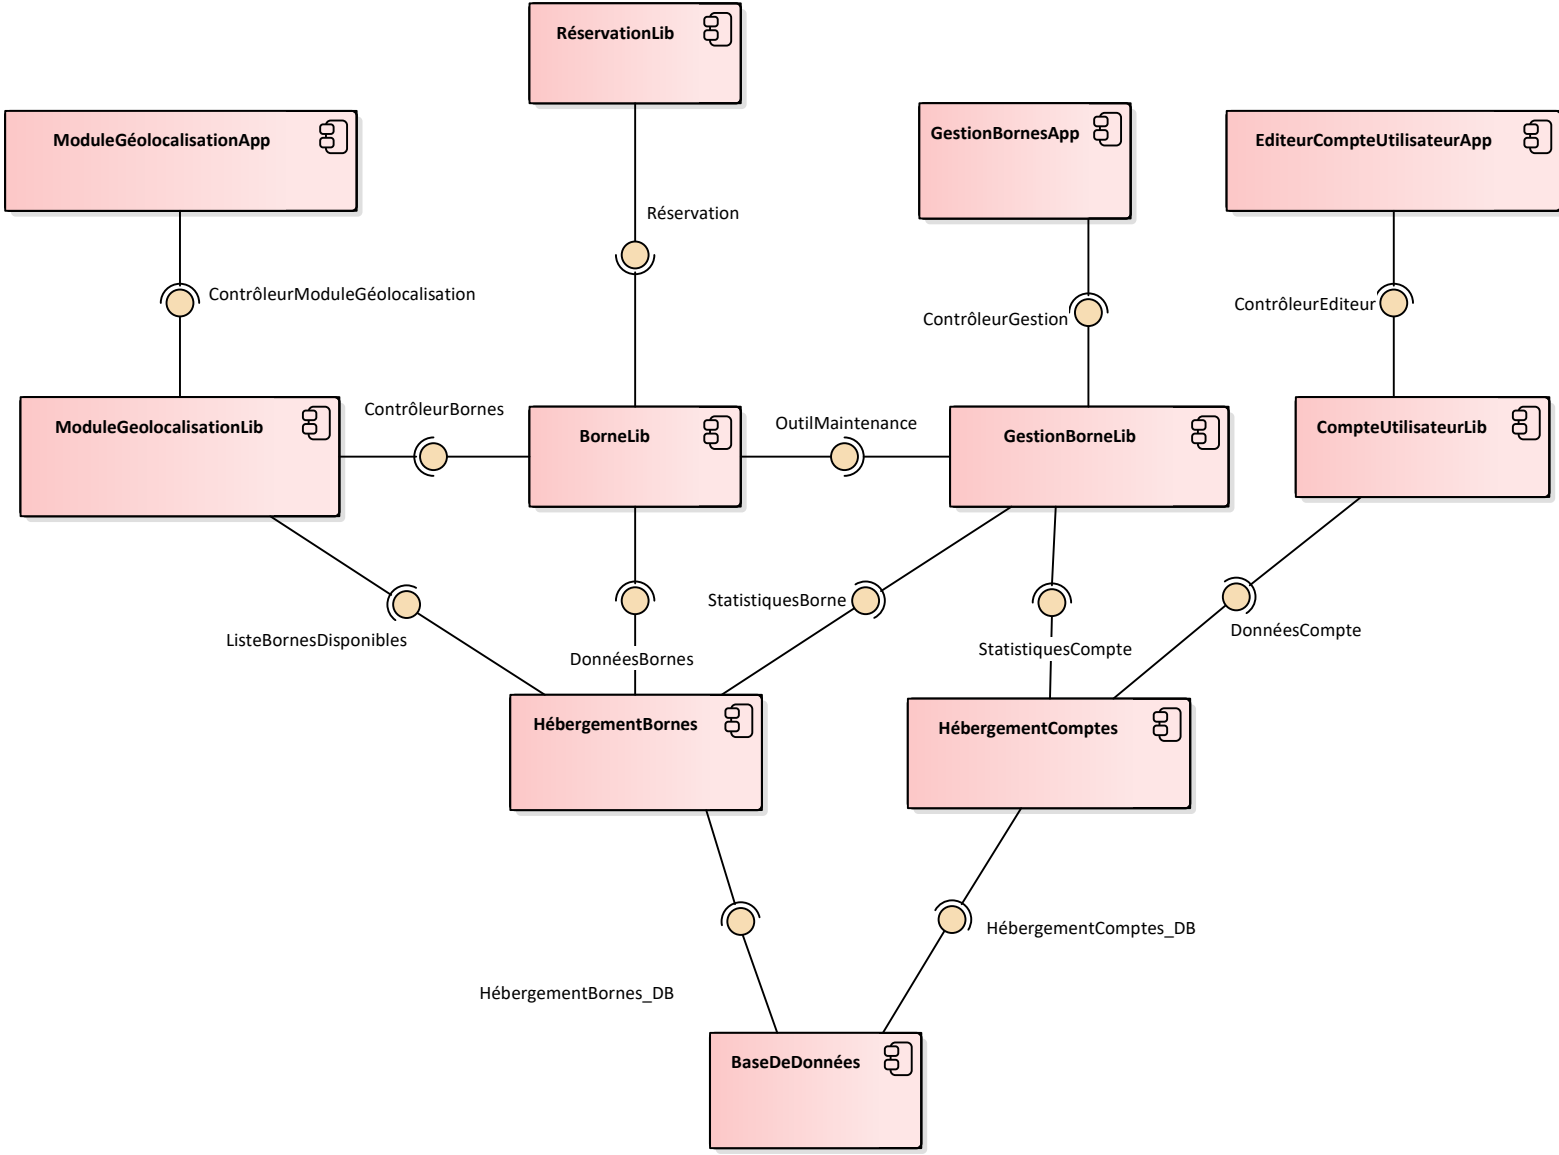 RéservationLib
ModuleGéolocalisationApp
GestionBornesApp
EditeurCompteUtilisateurApp
Réservation
ContrôleurModuleGéolocalisation
ContrôleurGestion
ContrôleurEditeur
ModuleGeolocalisationLib
ContrôleurBornes
BorneLib
OutilMaintenance
GestionBorneLib
CompteUtilisateurLib
ListeBornesDisponibles
DonnéesBornes
StatistiquesBorne
StatistiquesCompte
DonnéesCompte
HébergementBornes
HébergementComptes
HébergementBornes_DB
HébergementComptes_DB
BaseDeDonnées